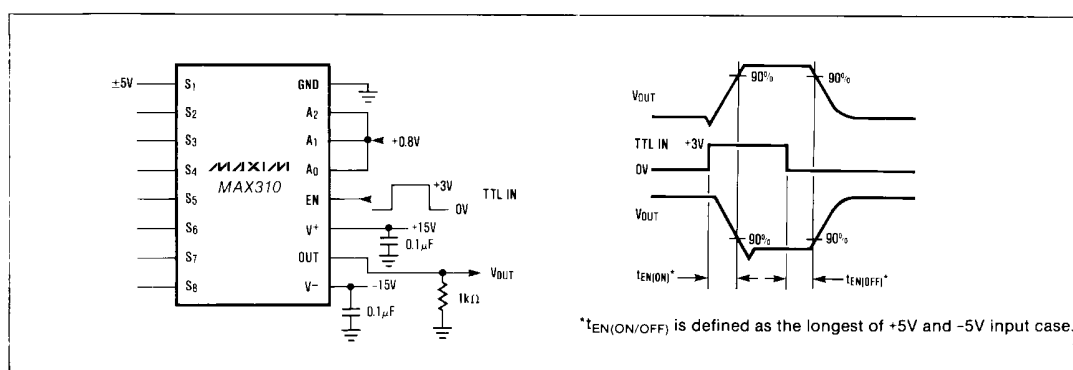 ±5V
S1
S2
S3
S4
S5
S6
S7
S8
MAXIM
MAX310
GND
A2
A1
A0
EN
V+
OUT
V−
+0.8V
+3V
0V
TTL IN
+15V
0.1μF
VOUT
−15V
0.1μF
1kΩ
VOUT
90%
90%
TTL IN +3V
0V
VOUT
90%
90%
tEN(ON)*
tEN(OFF)*
*tEN(ON/OFF) is defined as the longest of +5V and −5V input case.